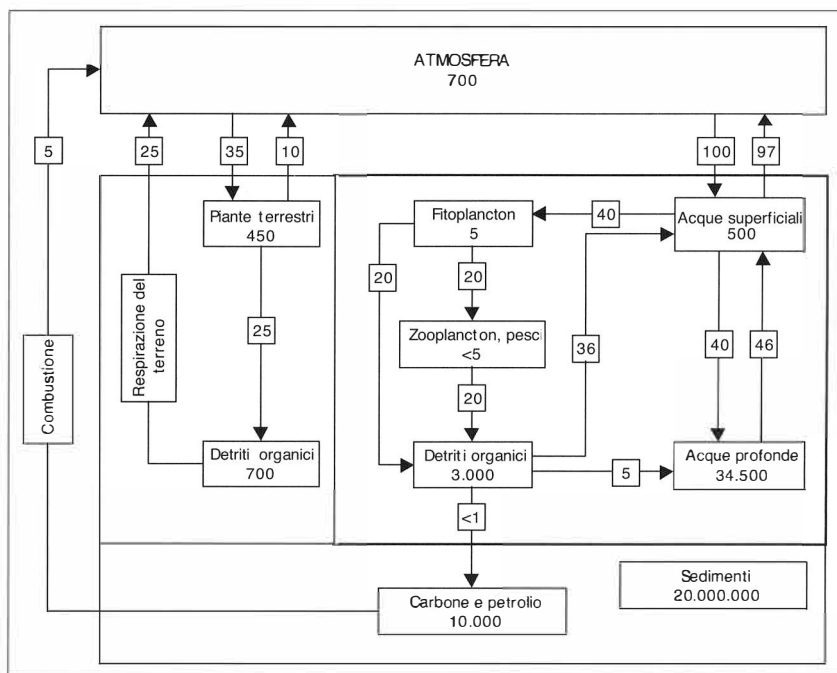 ATMOSFERA
700
5
25
35
10
100
97
Piante terrestri
450
Fitoplancton
5
40
Acque superficiali
500
20
20
Respirazione del
terreno
25
Zooplancton, pesci
<5
36
40
46
Combustione
20
Detriti organici
700
Detriti organici
3.000
5
Acque profonde
34.500
<1
Carbone e petrolio
10.000
Sedimenti
20.000.000